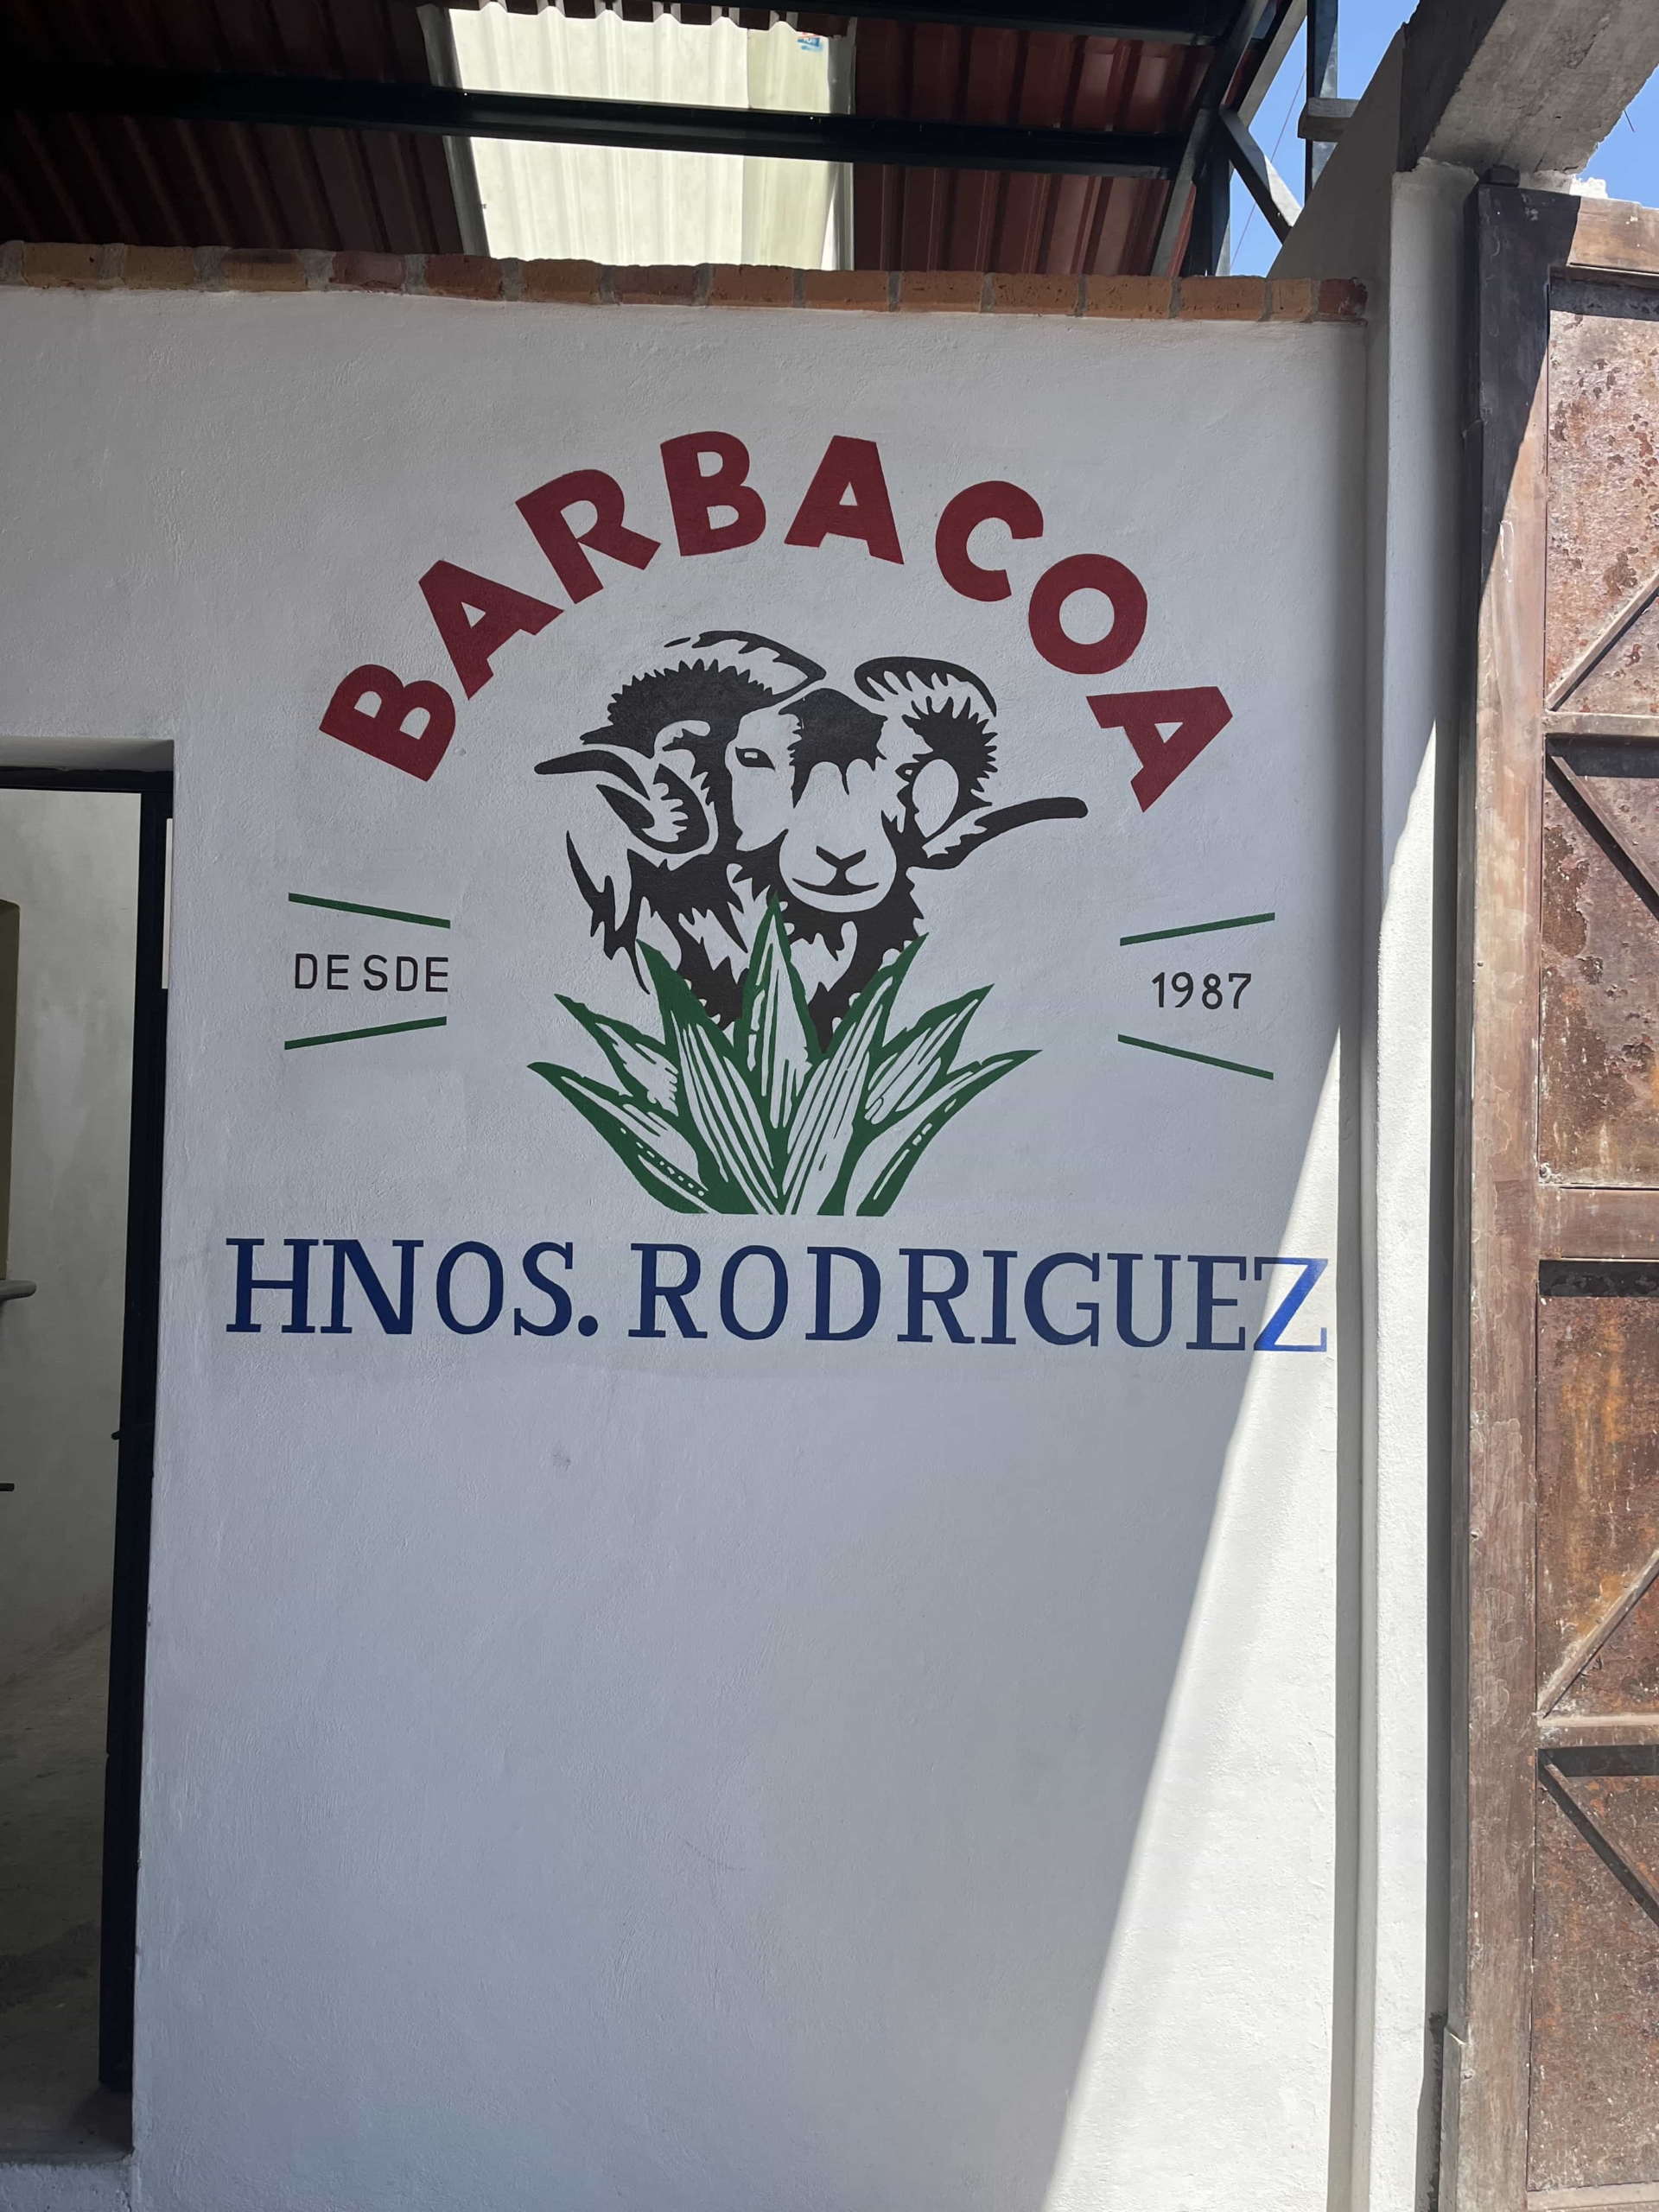 BARBACOA
DESDE
1987
HNOS. RODRIGUEZ